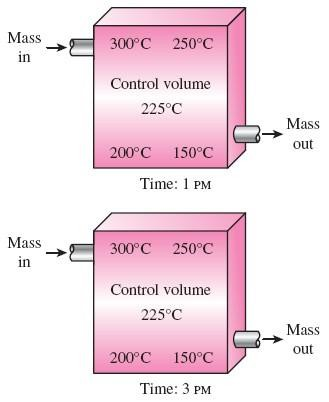 Mass
in
300°C 250°C
Control volume
225°C
200°C 150°C
Mass
out
Time: 1 PM
Mass
in
300°C 250°C
Control volume
225°C
200°C 150°C
Mass
out
Time: 3 PM